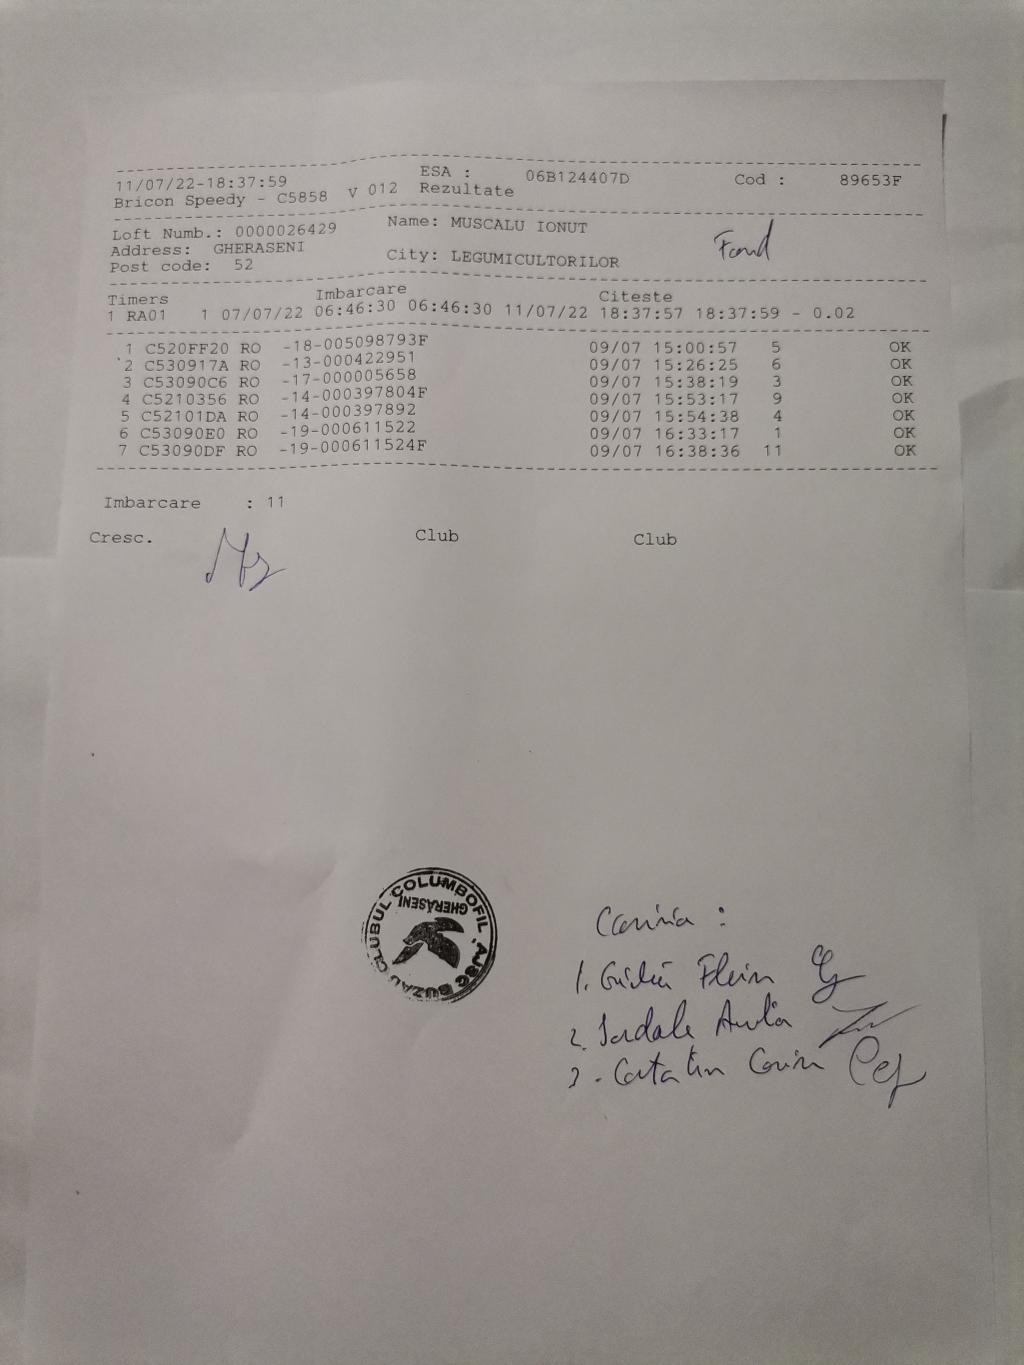 11/07/22-18:37:59 ESA : 06B124407D Cod : 89653F
Bricon Speedy - C5858 V 012 Rezultate
Loft Numb.: 0000026429 Name: MUSCALU IONUT
Address: GHERASENI
Post code: 52 City: LEGUMICULTORILOR
Fond
Timers Imbarcare Citeste
1 RA01 1 07/07/22 06:46:30 06:46:30 11/07/22 18:37:57 18:37:59 - 0.02
1 C520FF20 RO -18-005098793F 09/07 15:00:57 5 OK
2 C530917A RO -13-000422951 09/07 15:26:25 6 OK
3 C53090C6 RO -17-000005658 09/07 15:38:19 3 OK
4 C5210356 RO -14-000397804F 09/07 15:53:17 9 OK
5 C52101DA RO -14-000397892 09/07 15:54:38 4 OK
6 C53090E0 RO -19-000611522 09/07 16:33:17 1 OK
7 C53090DF RO -19-000611524F 09/07 16:38:36 11 OK
Imbarcare : 11
Cresc. Club Club
CLUBUL COLUMBOFIL AJSC BUZAU
GHERĂSENI
1.
2.
3. Catalin